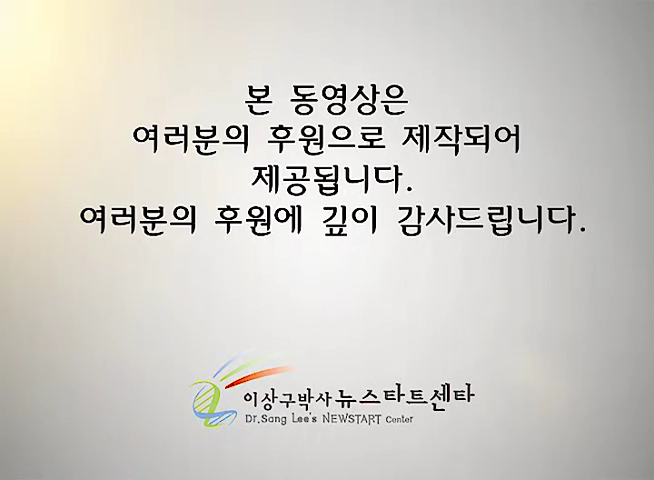 본 동영상은
여러분의 후원으로 제작되어
제공됩니다.
여러분의 후원에 깊이 감사드립니다.
이상구박사 뉴스타트센타
Dr.Sang Lee's NEWSTART Center